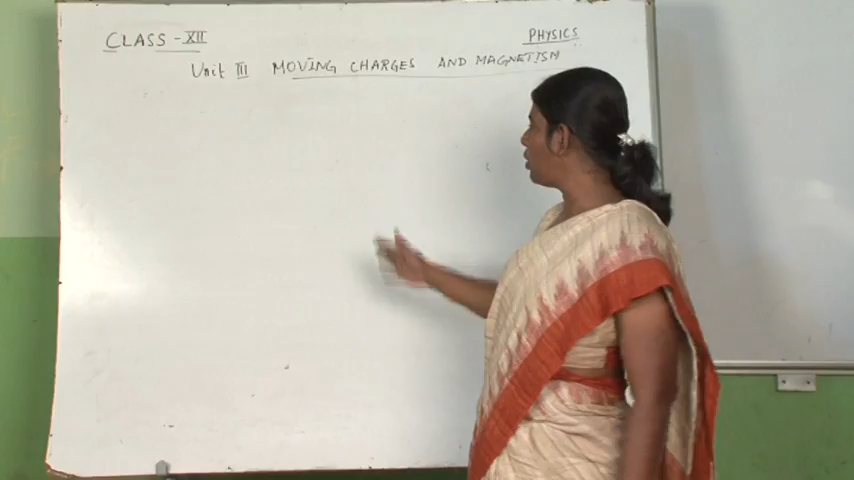 CLASS - XII
PHYSICS
Unit III MOVING CHARGES AND MAGNETISM